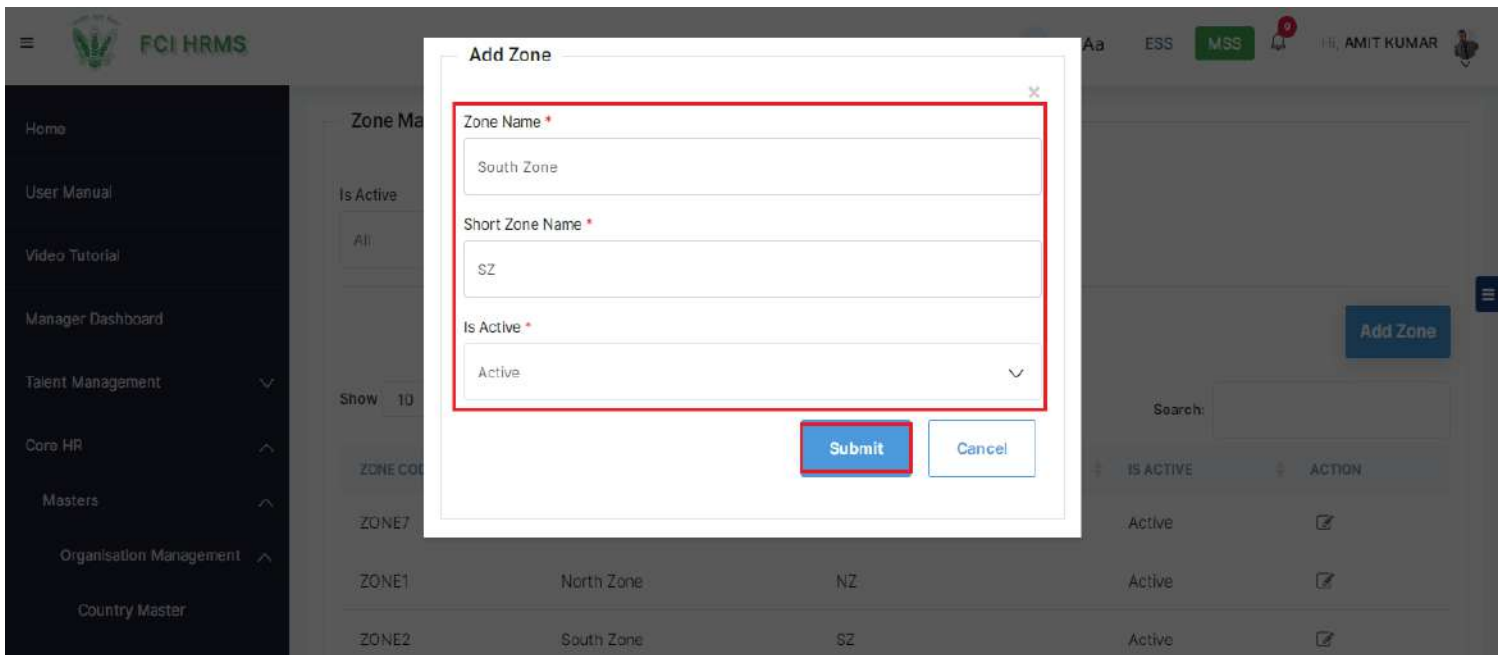 FCI HRMS
Aa ESS MSS Hi, AMIT KUMAR
Home
User Manual
Video Tutorial
Manager Dashboard
Talent Management
Core HR
Masters
Organisation Management
Country Master
Zone Ma
Is Active
All
Add Zone
Show 10
Search:
ZONE COD IS ACTIVE ACTION
ZONE7 Active
ZONE1 North Zone NZ Active
ZONE2 South Zone SZ Active
Add Zone
×
Zone Name *
South Zone
Short Zone Name *
SZ
Is Active *
Active
Submit Cancel